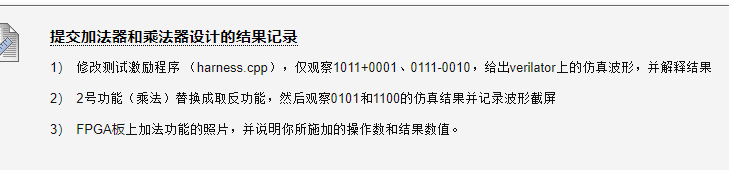 提交加法器和乘法器设计的结果记录
1) 修改测试激励程序 （harness.cpp），仅观察1011+0001、0111-0010，给出verilator上的仿真波形，并解释结果
2) 2号功能（乘法）替换成取反功能，然后观察0101和1100的仿真结果并记录波形截屏
3) FPGA板上加法功能的照片，并说明你所施加的操作数和结果数值。